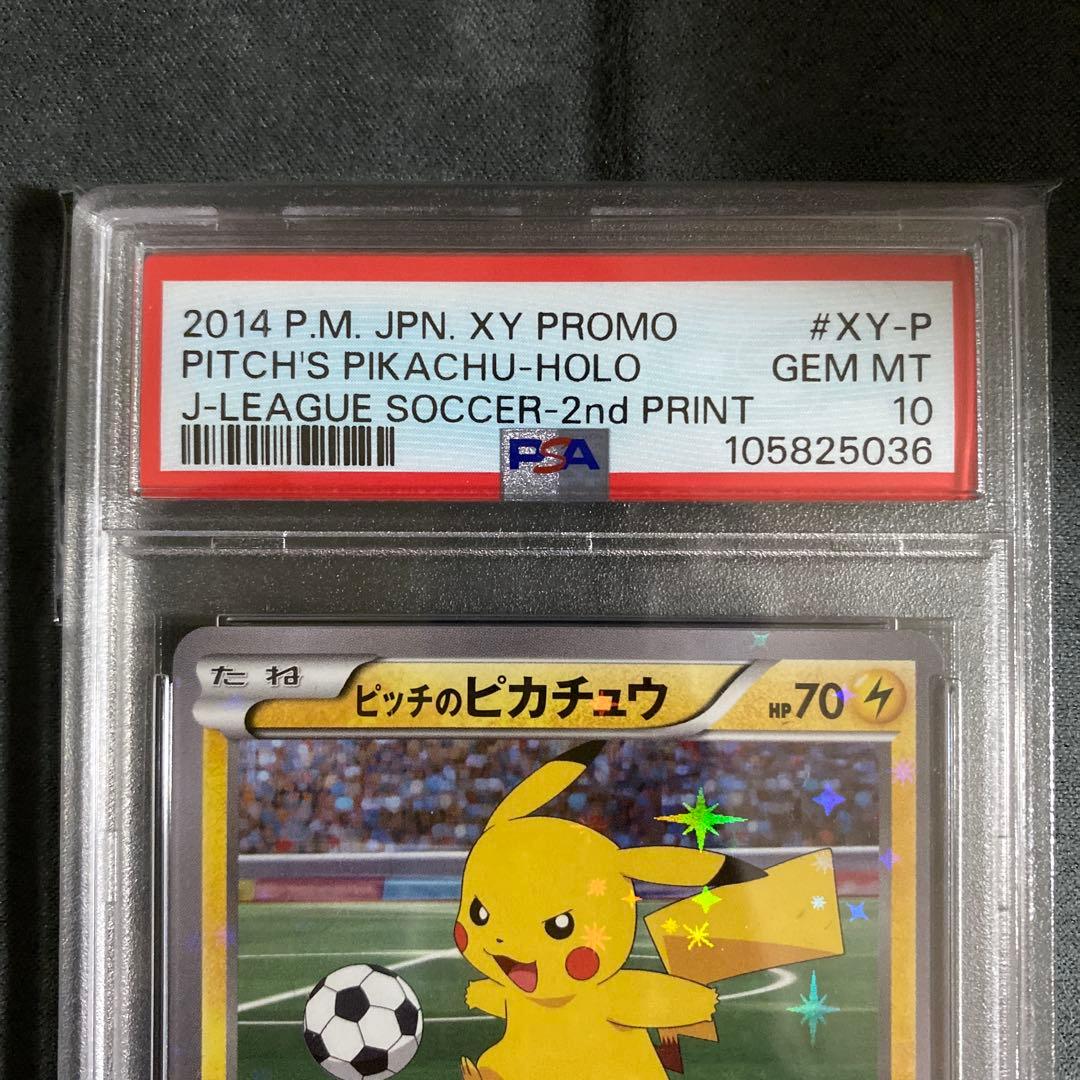 2014 P.M. JPN. XY PROMO #XY-P
PITCH'S PIKACHU-HOLO GEM MT
J-LEAGUE SOCCER-2nd PRINT 10
PSA 105825036
たね ピッチのピカチュウ HP70